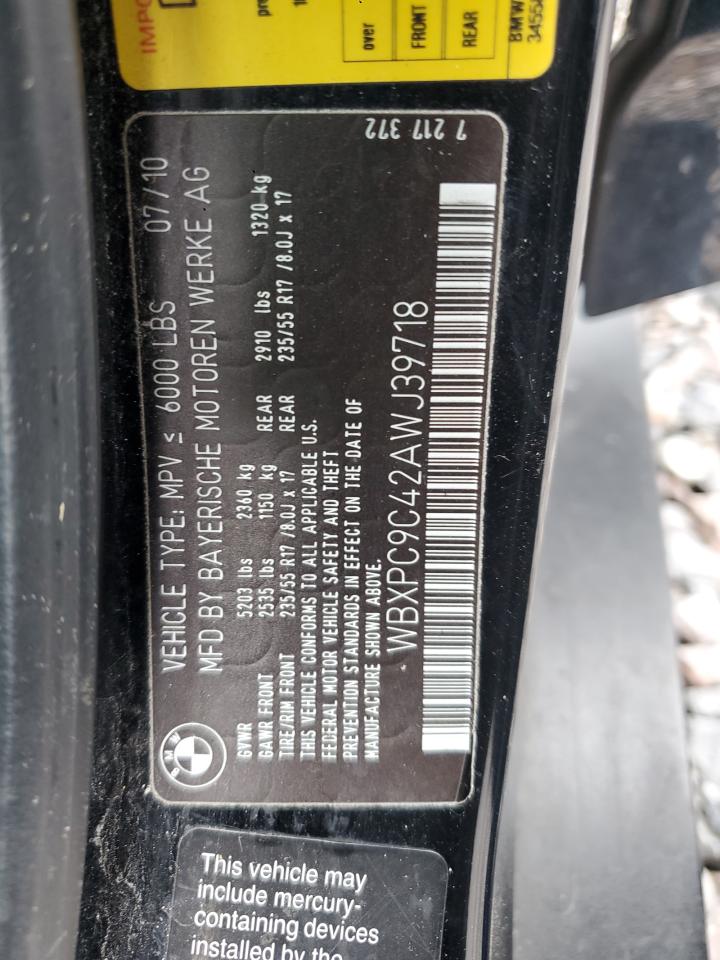 IMPO
over
FRONT
REAR
BMW
3455
VEHICLE TYPE: MPV ≤ 6000 LBS 07/10
MFD BY BAYERISCHE MOTOREN WERKE AG
BMW
GVWR 5203 lbs 2360 kg
GAWR FRONT 2535 lbs 1150 kg REAR 2910 lbs 1320 kg
TIRE/RIM FRONT 235/55 R17 /8.0J x 17 REAR 235/55 R17 /8.0J x 17
THIS VEHICLE CONFORMS TO ALL APPLICABLE U.S.
FEDERAL MOTOR VEHICLE SAFETY AND THEFT
PREVENTION STANDARDS IN EFFECT ON THE DATE OF
MANUFACTURE SHOWN ABOVE.
WBXPC9C42AWJ39718
7 217 372
This vehicle may
include mercury-
containing devices
installed by the